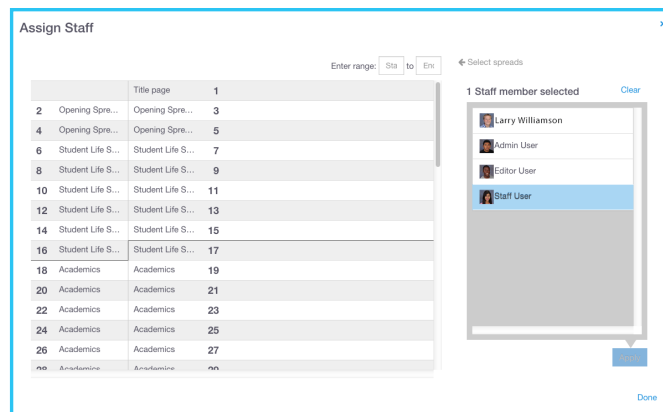 Assign Staff
x
Enter range: Sta to En
← Select spreads
1 Staff member selected Clear
Title page 1
2 Opening Spre... Opening Spre... 3
4 Opening Spre... Opening Spre... 5
6 Student Life S... Student Life S... 7
8 Student Life S... Student Life S... 9
10 Student Life S... Student Life S... 11
12 Student Life S... Student Life S... 13
14 Student Life S... Student Life S... 15
16 Student Life S... Student Life S... 17
18 Academics Academics 19
20 Academics Academics 21
22 Academics Academics 23
24 Academics Academics 25
26 Academics Academics 27
28 Academics Academics 29
Larry Williamson
Admin User
Editor User
Staff User
Apply
Done